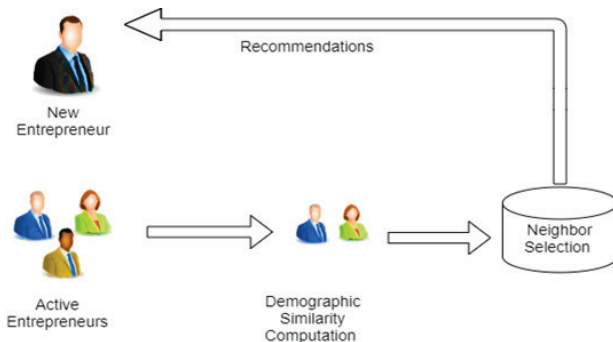 Recommendations
New
Entrepreneur
Neighbor
Selection
Active
Entrepreneurs
Demographic
Similarity
Computation